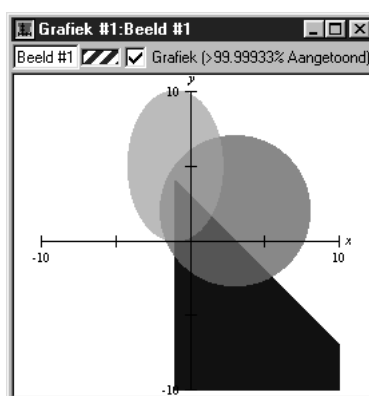 Grafiek #1:Beeld #1
Beeld #1 Grafiek (>99.99933% Aangetoond)
y
10
x
-10 10
-10